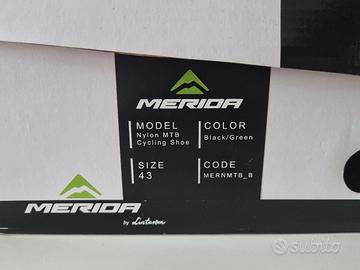 MERIDA
MODEL
Nylon MTB
Cycling Shoe
COLOR
Black/Green
SIZE
43
CODE
MERNMTB_B
MERIDA
by Lintaman
subito